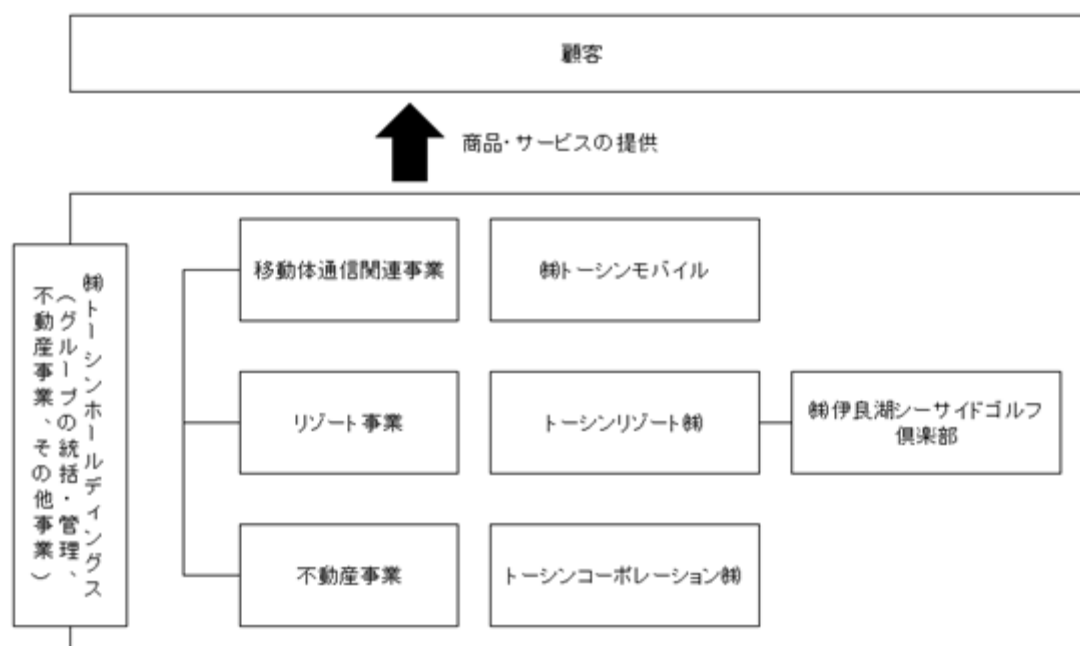 顧客
商品・サービスの提供
㈱トーシンホールディングス
（グループの統括・管理、
不動産事業、その他事業）
移動体通信関連事業
㈱トーシンモバイル
リゾート事業
トーシンリゾート㈱
㈱伊良湖シーサイドゴルフ
倶楽部
不動産事業
トーシンコーポレーション㈱